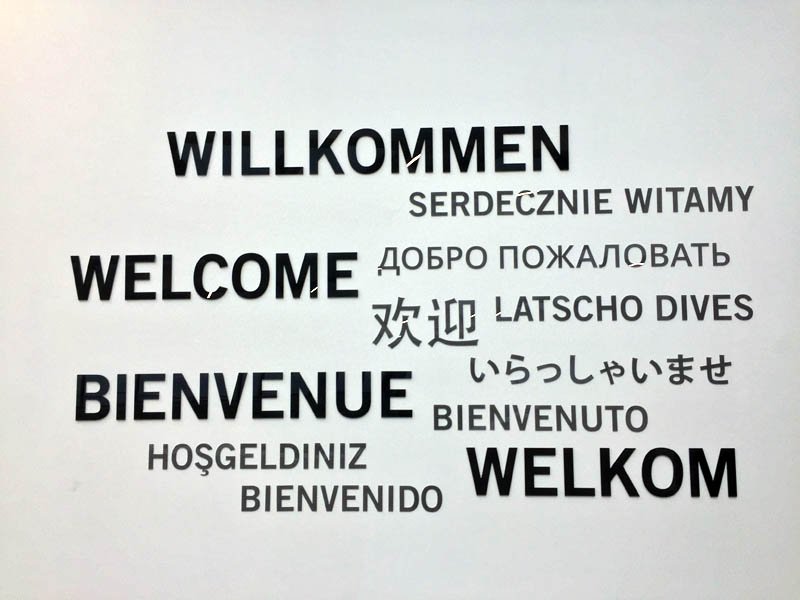 WILLKOMMEN
SERDECZNIE WITAMY
WELCOME
ДОБРО ПОЖАЛОВАТЬ
欢迎
LATSCHO DIVES
いらっしゃいませ
BIENVENUE
BIENVENUTO
HOŞGELDINIZ
WELKOM
BIENVENIDO